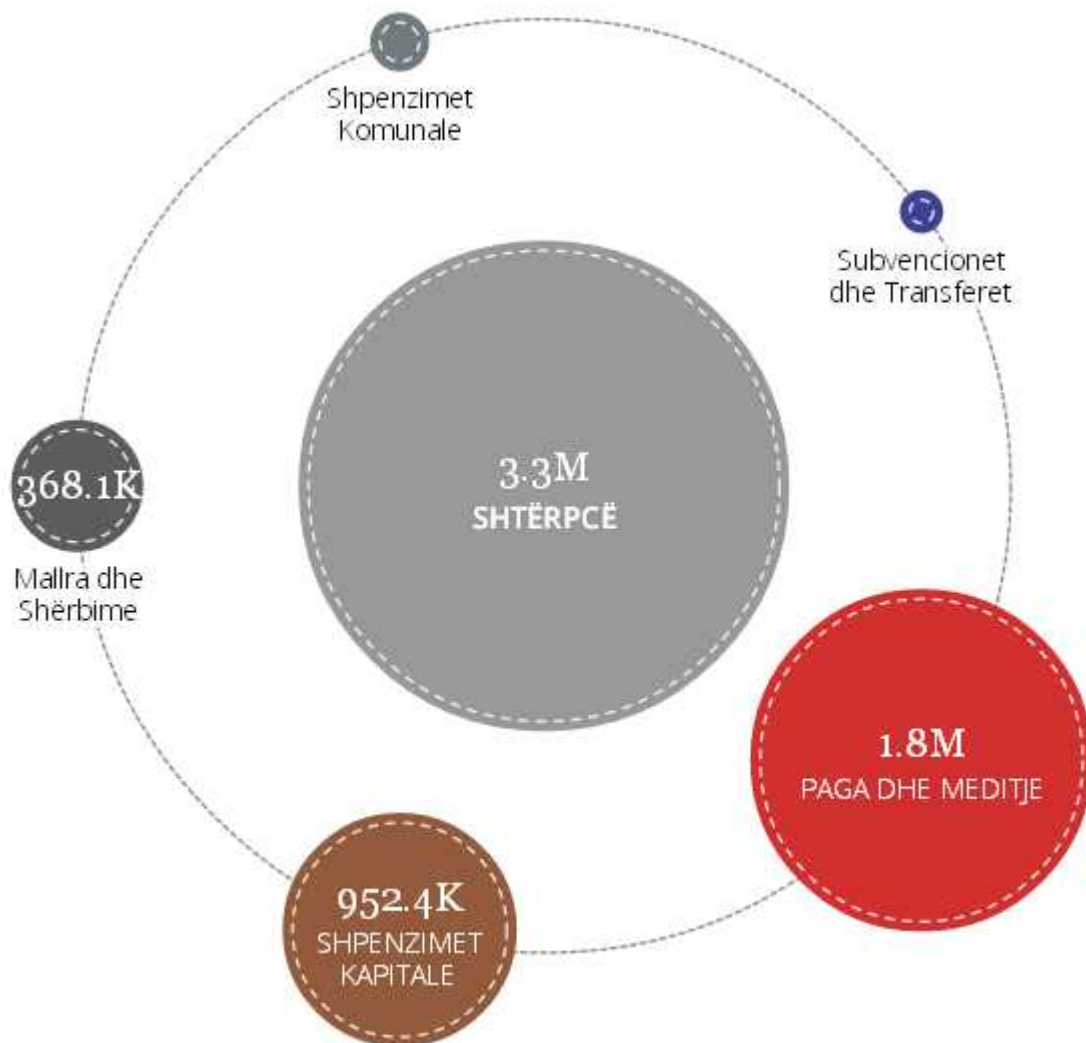 Shpenzimet
Komunale
Subvencionet
dhe Transferet
3.3M
SHTËRPCË
368.1K
Mallra dhe
Shërbime
1.8M
PAGA DHE MEDITJE
952.4K
SHPENZIMET
KAPITALE